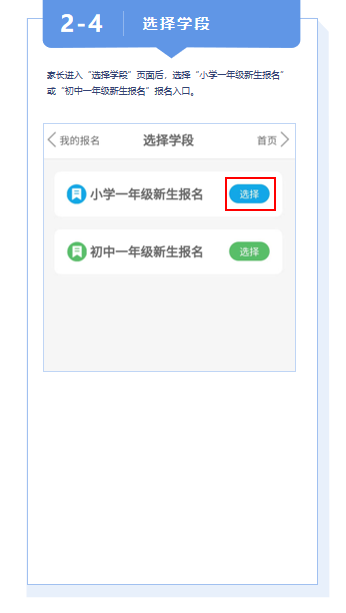 2-4 选择学段
家长进入“选择学段”页面后，选择“小学一年级新生报名”
或“初中一年级新生报名”报名入口。
我的报名 选择学段 首页
小学一年级新生报名 选择
初中一年级新生报名 选择